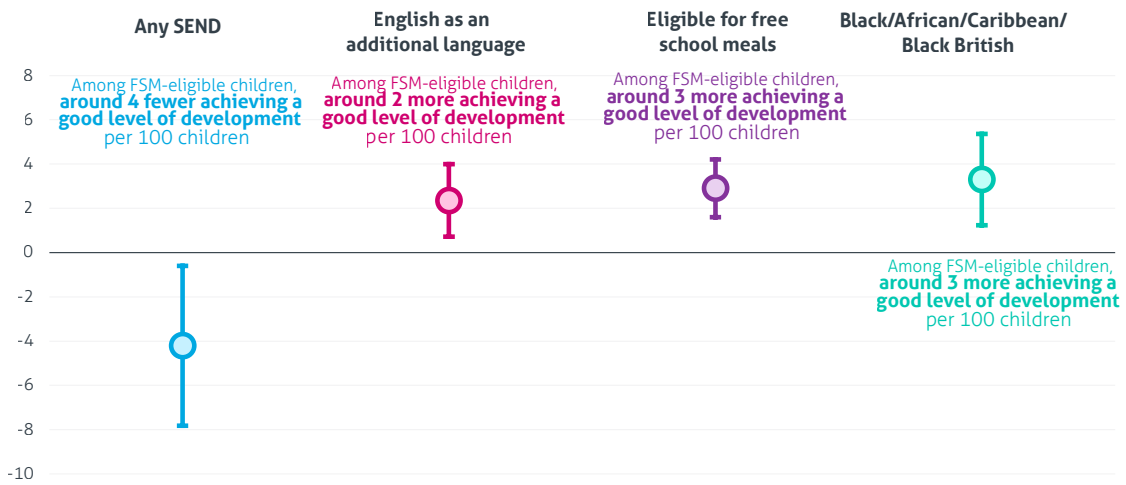 Any SEND
English as an
additional language
Eligible for free
school meals
Black/African/Caribbean/
Black British
Among FSM-eligible children,
around 4 fewer achieving a
good level of development
per 100 children
Among FSM-eligible children,
around 2 more achieving a
good level of development
per 100 children
Among FSM-eligible children,
around 3 more achieving a
good level of development
per 100 children
Among FSM-eligible children,
around 3 more achieving a
good level of development
per 100 children
8
6
4
2
0
-2
-4
-6
-8
-10